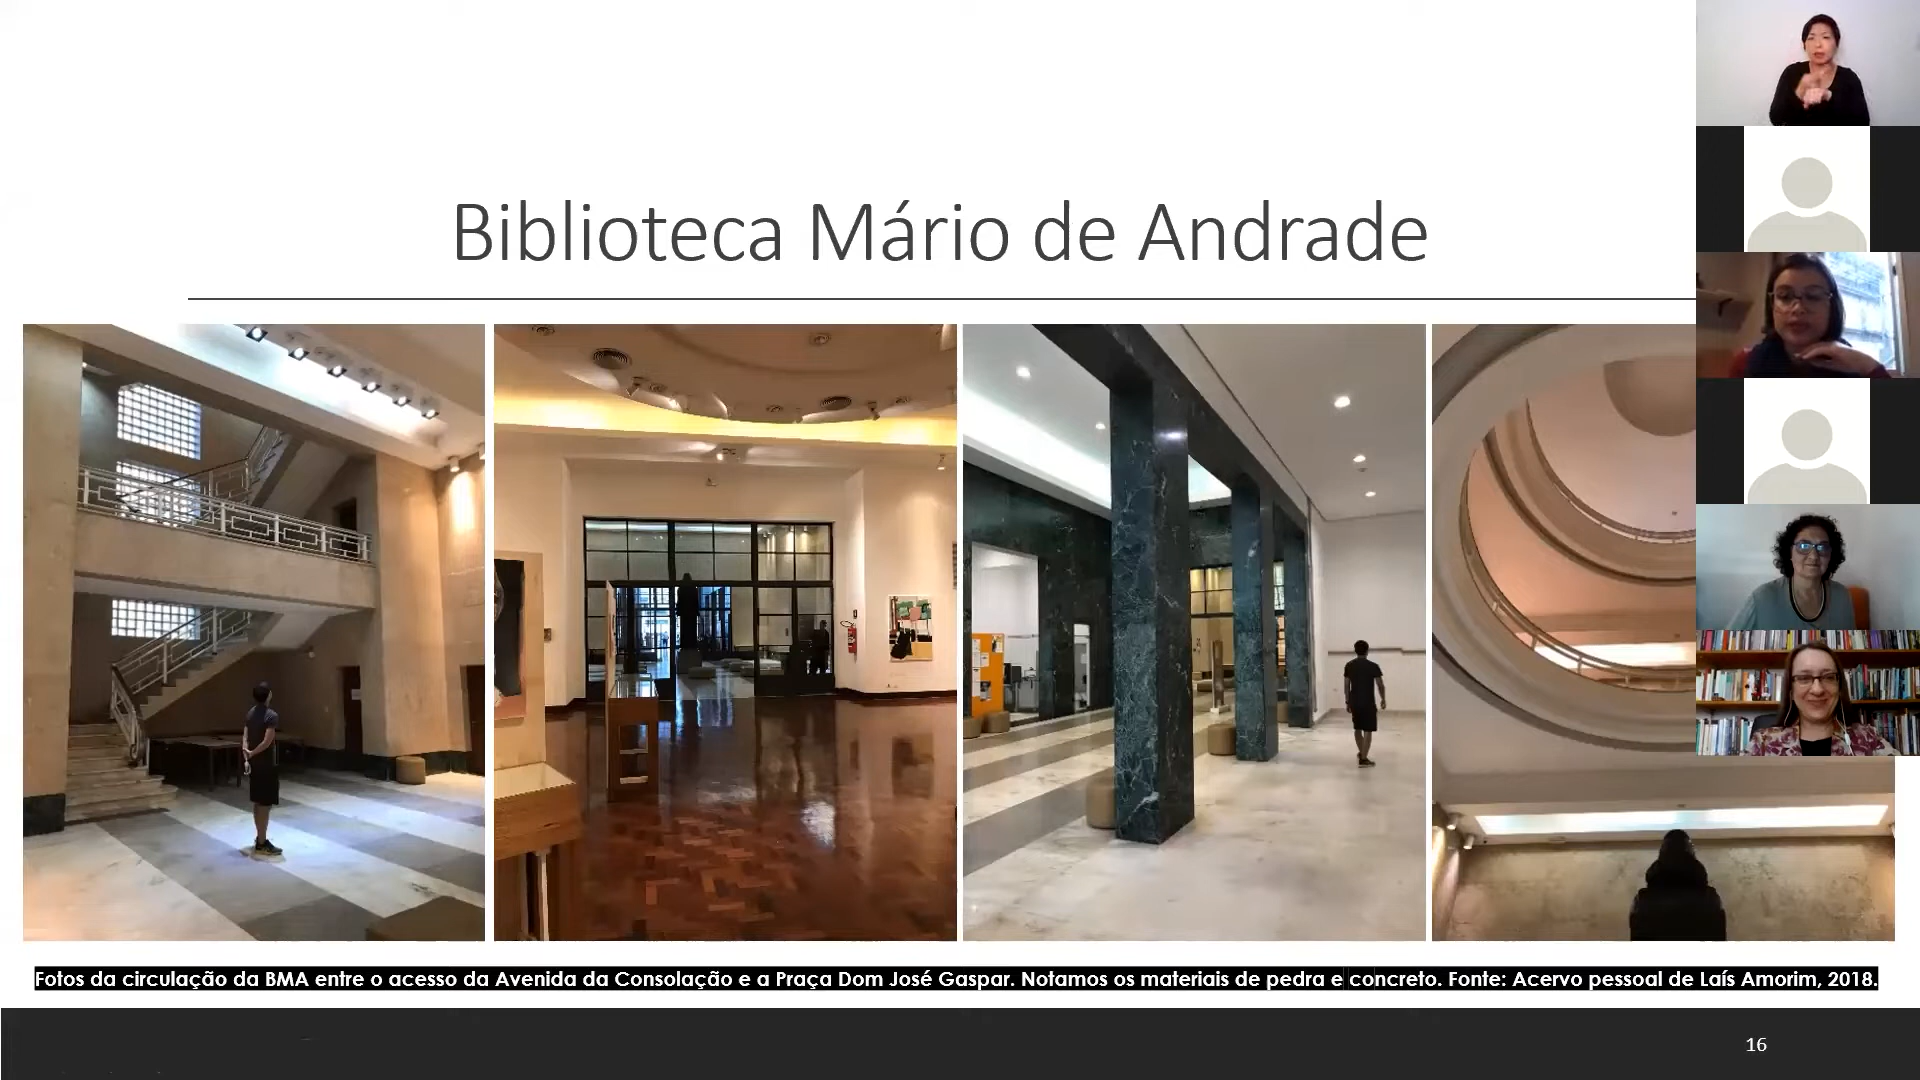 Biblioteca Mário de Andrade
Fotos da circulação da BMA entre o acesso da Avenida da Consolação e a Praça Dom José Gaspar. Notamos os materiais de pedra e concreto. Fonte: Acervo pessoal de Laís Amorim, 2018.
16